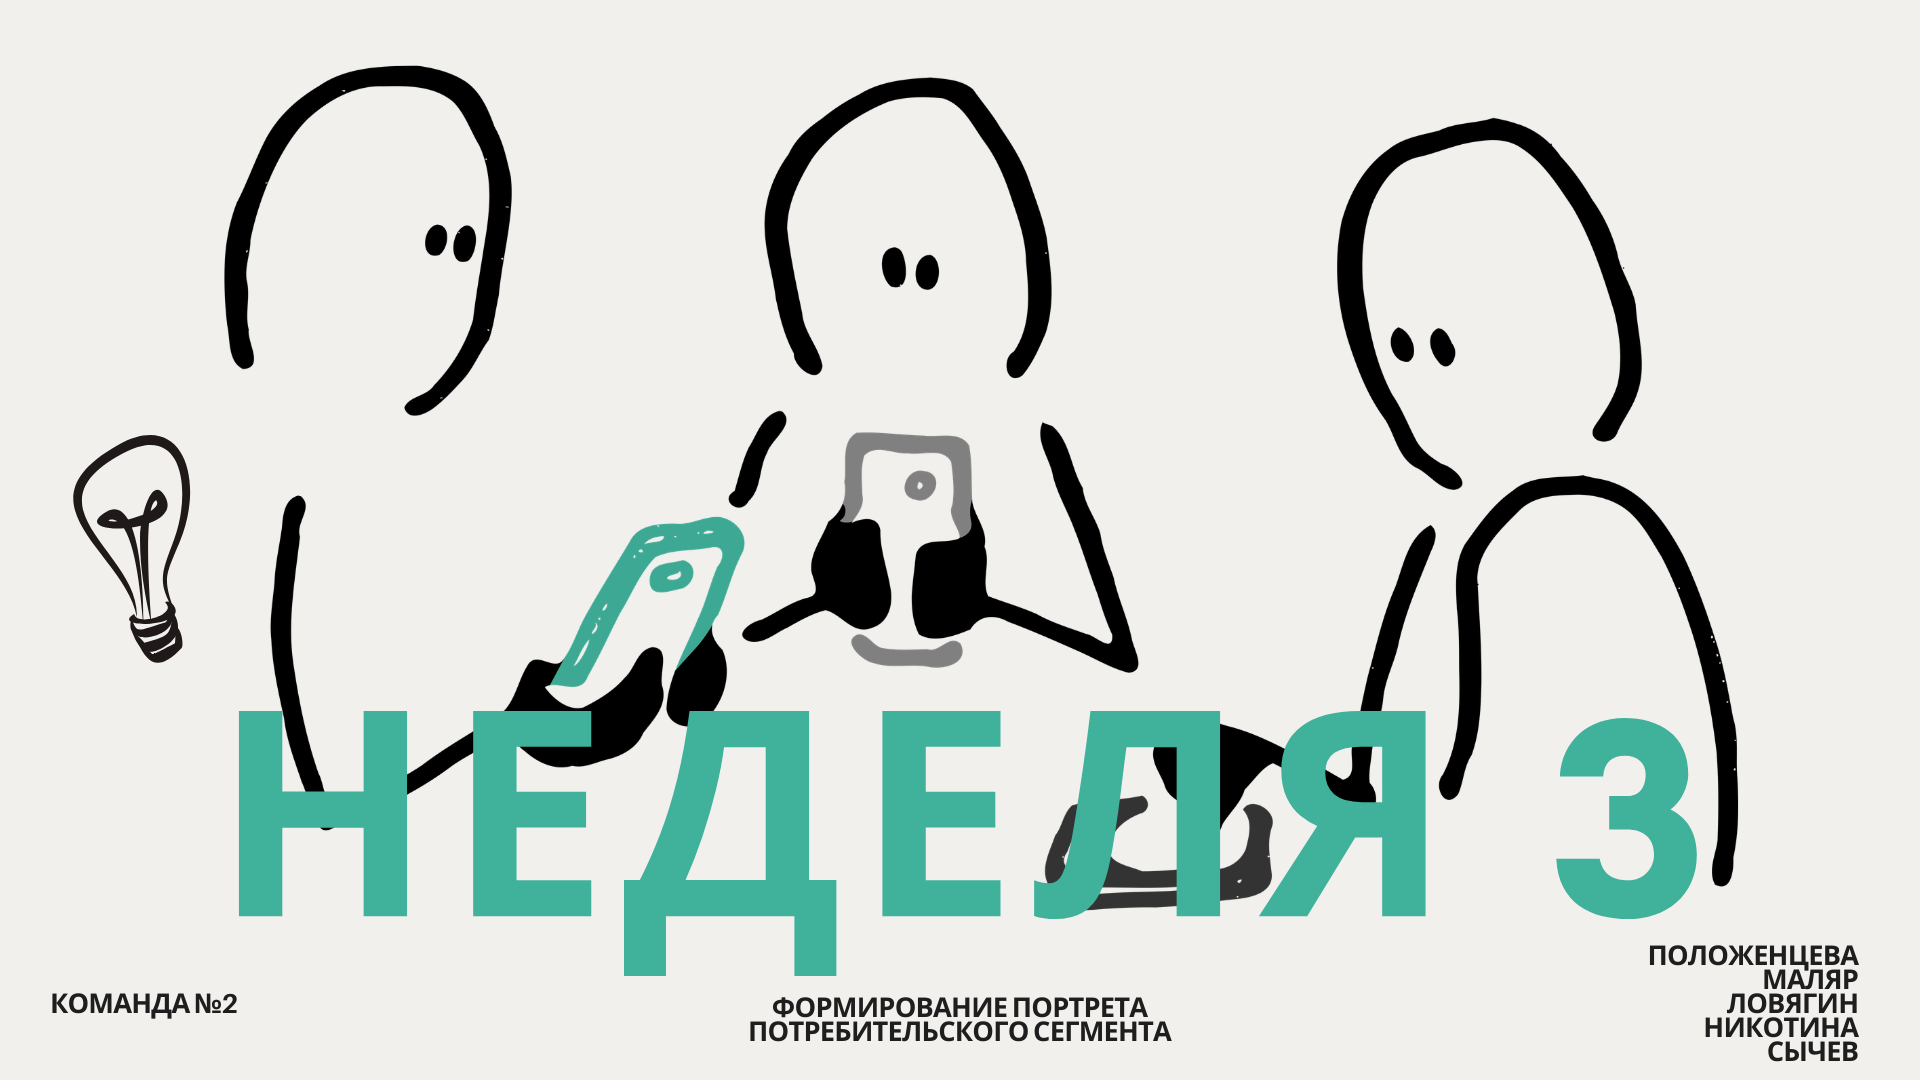 НЕДЕЛЯ 3
КОМАНДА №2
ФОРМИРОВАНИЕ ПОРТРЕТА
ПОТРЕБИТЕЛЬСКОГО СЕГМЕНТА
ПОЛОЖЕНЦЕВА
МАЛЯР
ЛОВЯГИН
НИКОТИНА
СЫЧЕВ